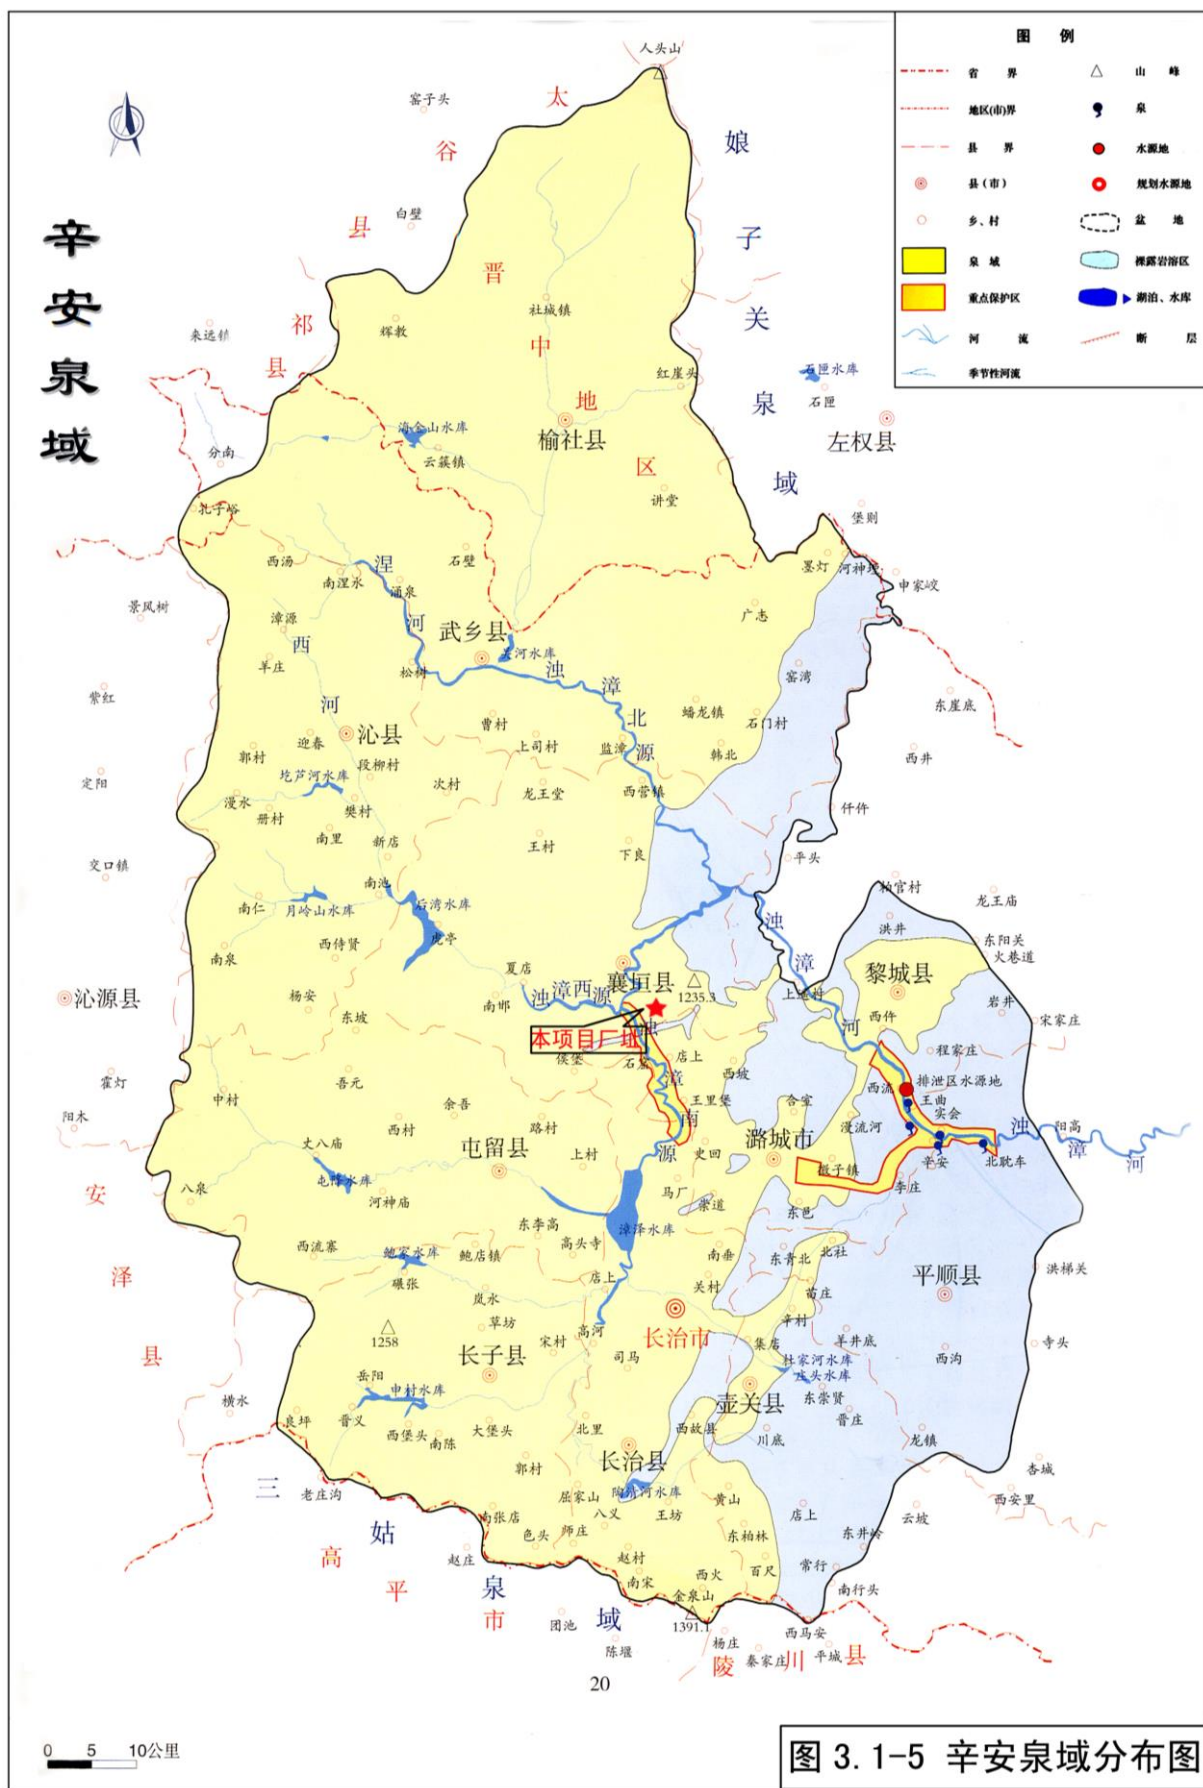 辛安泉域
图 例
省 界
山 峰
地区(市)界
泉
县 界
水源地
县（市）
规划水源地
乡、村
盆 地
泉 域
裸露岩溶区
重点保护区
湖泊、水库
河 流
断 层
季节性河流
人头山
窑子头
太谷县
娘子关泉域
白壁
晋中地区
祁县
社城镇
辉教
来远镇
红崖头
石匣水库
石匣
榆社县
左权县
云簇镇
分南
讲堂
孔子峪
堡则
西汤
石壁
墨灯
南涅水
涅河
涌泉
申家峧
景凤树
漳源
西河
武乡县
关河水库
广志
羊庄
松树
浊漳北源
窑湾
紫红
蟠龙镇
石门村
东崖底
曹村
迎春
沁县
上司村
监漳
韩北
西井
郭村
段柳村
定阳
圪芦河水库
次村
龙王堂
西营镇
漫水
册村
樊村
仵仵
南里
新店
王村
下良
平头
交口镇
南池
柏官村
龙王庙
南仁
月岭山水库
后湾水库
洪井
虎亭
浊漳河
东阳关
火巷道
西待贤
南泉
夏店
襄垣县
1235.3
黎城县
沁源县
杨安
南邯
浊漳西源
上遥村
岩井
东坡
西仵
宋家庄
本项目厂址
侯堡
石窟
店上
西坡
程家庄
霍灯
吾元
西流
排泄区水源地
中村
余吾
王里堡
合室
王曲
实会
阳木
西村
路村
浊漳南源
漫流河
阳高
浊漳河
丈八庙
屯留县
上村
史回
潞城市
辛安
北耽车
八泉
屯绛水库
河神庙
马厂
微子镇
李庄
安泽县
崇道
东邑
东李高
漳泽水库
西流寨
鲍家水库
鲍店镇
高头寺
南垂
东青北
北社
碾张
店上
关村
平顺县
洪梯关
岚水
苗庄
1258
草坊
宋村
高河
长治市
辛村
羊井底
长子县
司马
集店
西沟
寺头
岳阳
杜家河水库
庄头水库
申村水库
壶关县
东崇贤
横水
良坪
晋义
大堡头
北里
西故县
晋庄
西堡头
南陈
川底
龙镇
郭村
长治县
杏城
三姑泉域
老庄沟
屈家山
陶清河水库
黄山
西安里
南张店
八义
王坊
店上
云坡
色头
师庄
东柏林
东井岭
高平市
赵庄
赵村
百尺
常行
南宋
西火
南行头
金泉山
1391.1
团池
西马安
陈堰
杨庄
秦家庄
平城
陵川县
20
0 5 10公里
图 3.1-5 辛安泉域分布图